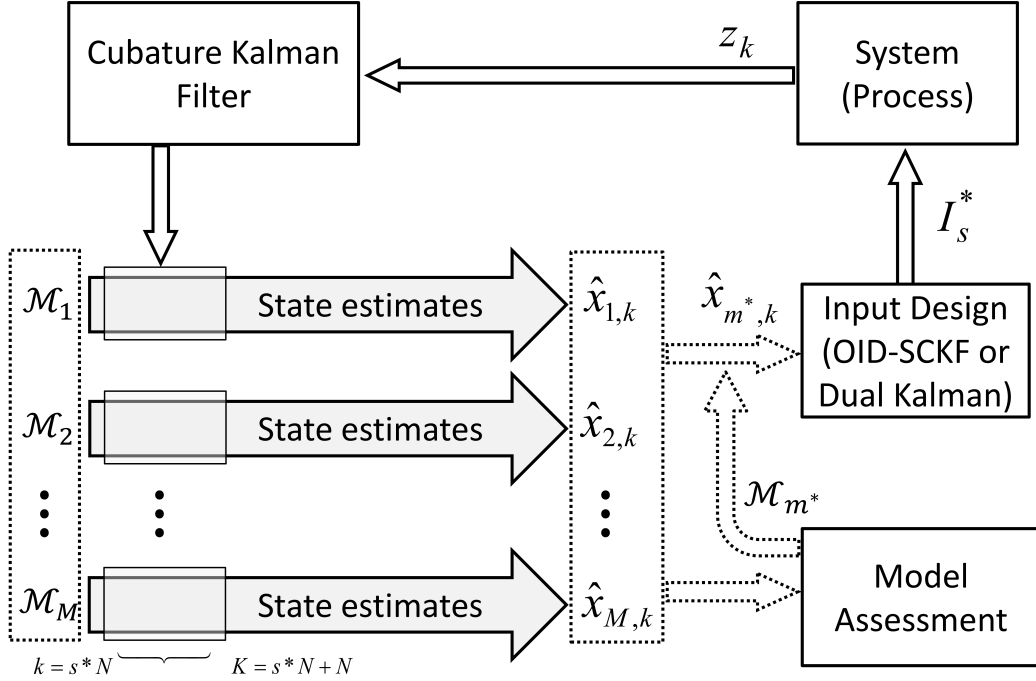 Cubature Kalman
Filter
z_k
System
(Process)
I_s^*
ℳ_1
State estimates
x̂_{1,k}
x̂_{m*,k}
Input Design
(OID-SCKF or
Dual Kalman)
ℳ_2
State estimates
x̂_{2,k}
⋮
⋮
⋮
ℳ_{m*}
ℳ_M
State estimates
x̂_{M,k}
Model
Assessment
k = s * N
K = s * N + N